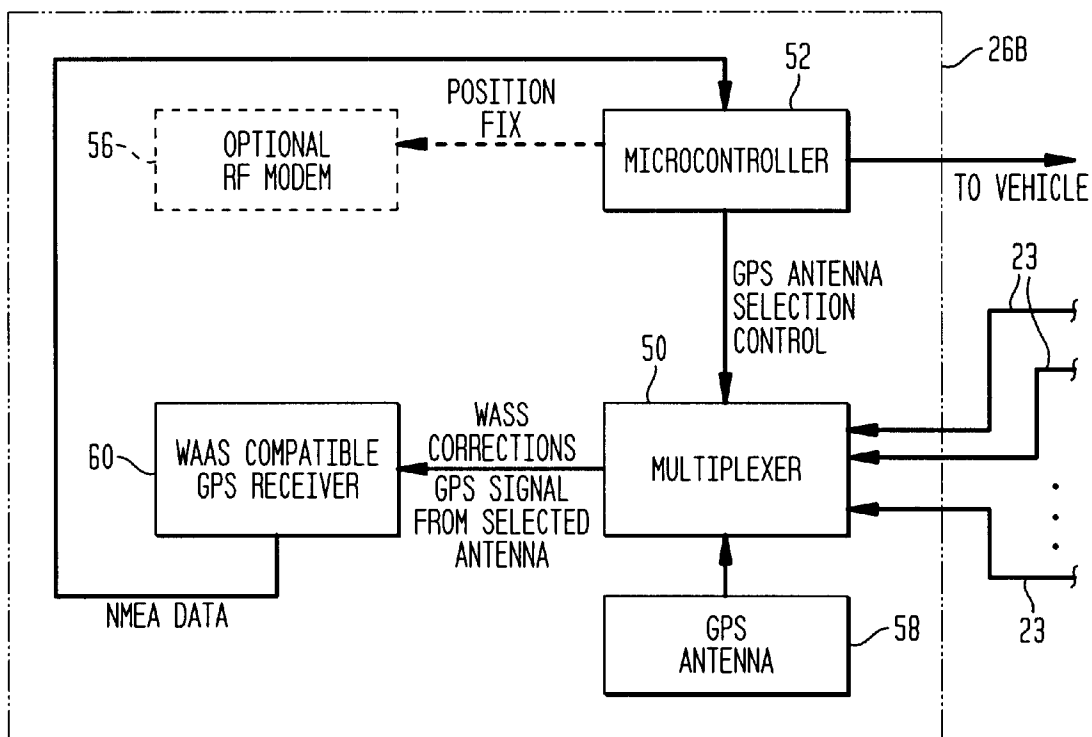 52
26B
POSITION
FIX
56
OPTIONAL
RF MODEM
MICROCONTROLLER
TO VEHICLE
GPS ANTENNA
SELECTION
CONTROL
23
50
WASS
CORRECTIONS
60
WAAS COMPATIBLE
GPS RECEIVER
MULTIPLEXER
GPS SIGNAL
FROM SELECTED
ANTENNA
NMEA DATA
GPS
ANTENNA
58
23